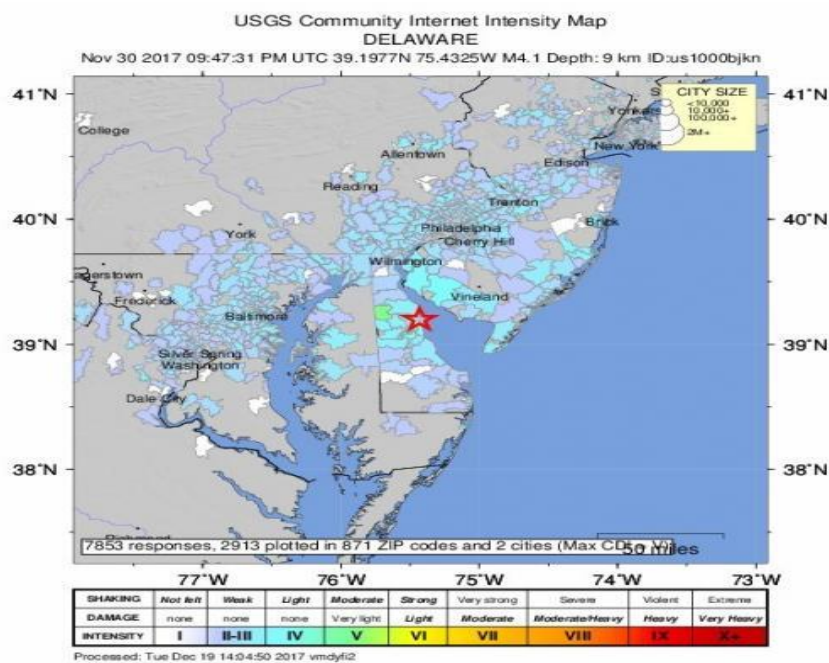 USGS Community Internet Intensity Map
DELAWARE
Nov 30 2017 09:47:31 PM UTC 39.1977N 75.4325W M4.1 Depth: 9 km ID:us1000bjkn
41°N
40°N
39°N
38°N
CITY SIZE
<10,000
10,000+
100,000+
2M+
College
Yonkers
New York
Allentown
Edison
Reading
Trenton
York
Philadelphia
Brick
Cherry Hill
Wilmington
agerstown
Frederick
Vineland
Baltimore
Silver Spring
Washington
Dale City
7853 responses, 2913 plotted in 871 ZIP codes and 2 cities (Max CDI = V)
50 miles
77°W 76°W 75°W 74°W 73°W
SHAKING Not felt Weak Light Moderate Strong Very strong Severe Violent Extreme
DAMAGE none none none Very light Light Moderate Moderate/Heavy Heavy Very Heavy
INTENSITY I II-III IV V VI VII VIII IX X+
Processed: Tue Dec 19 14:04:50 2017 vmdyfi2